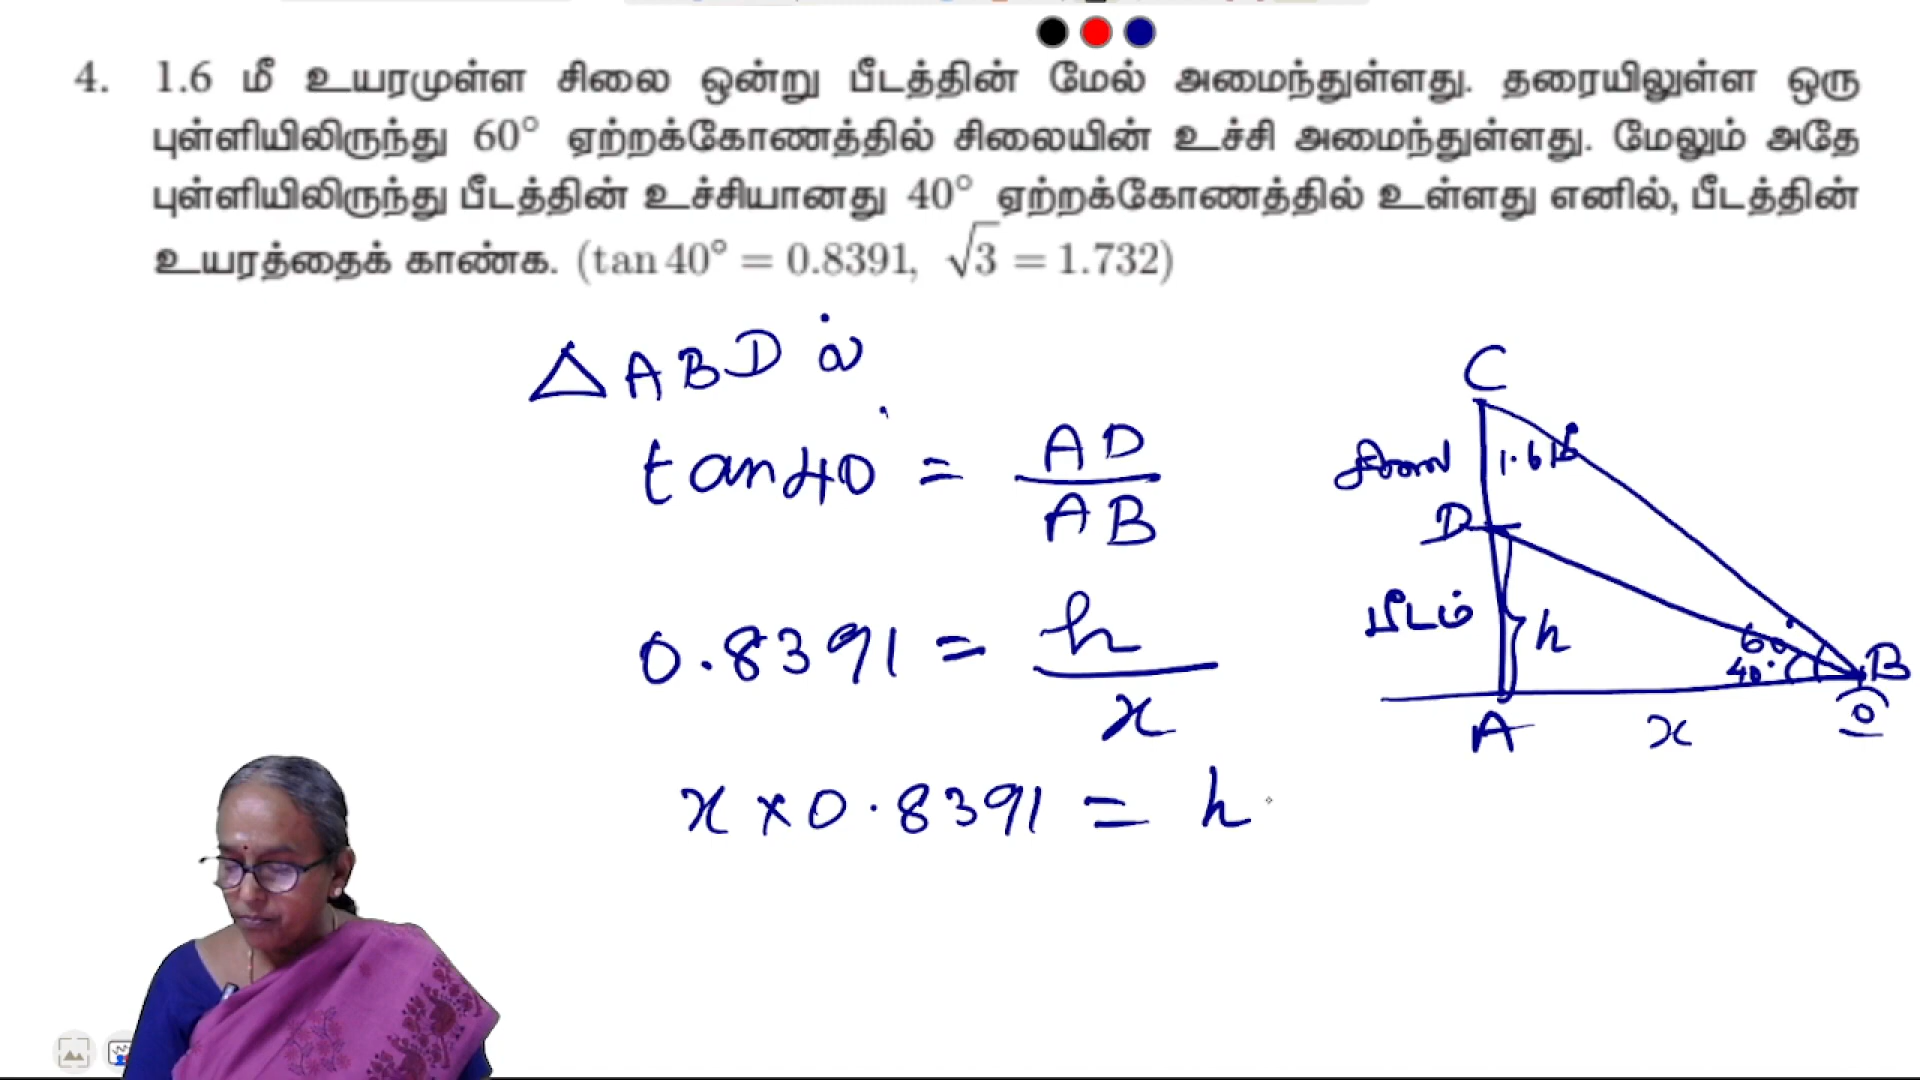 4. 1.6 மீ உயரமுள்ள சிலை ஒன்று பீடத்தின் மேல் அமைந்துள்ளது. தரையிலுள்ள ஒரு
புள்ளியிலிருந்து 60° ஏற்றக்கோணத்தில் சிலையின் உச்சி அமைந்துள்ளது. மேலும் அதே
புள்ளியிலிருந்து பீடத்தின் உச்சியானது 40° ஏற்றக்கோணத்தில் உள்ளது எனில், பீடத்தின்
உயரத்தைக் காண்க. (tan 40° = 0.8391, √3 = 1.732)
△ABD ல்
tan 40° = AD/AB
0.8391 = h/x
x × 0.8391 = h
C
சிலை 1.6 மீ
D
பீடம் h
60°
40° B
A x